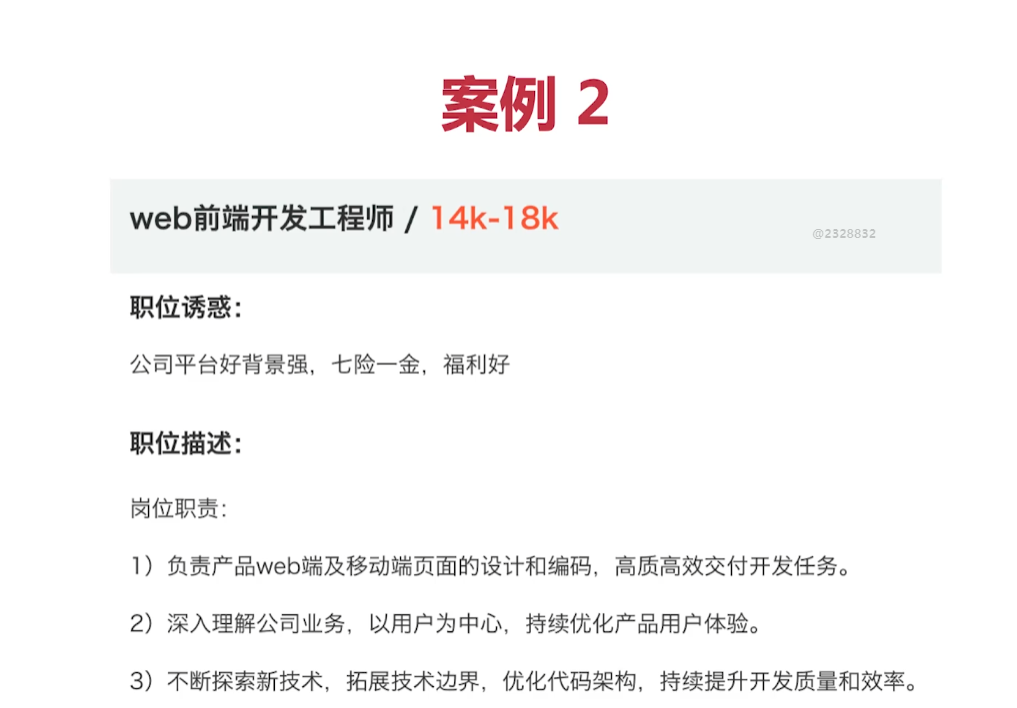 案例 2
web前端开发工程师 / 14k-18k
@2328832
职位诱惑：
公司平台好背景强，七险一金，福利好
职位描述：
岗位职责：
1）负责产品web端及移动端页面的设计和编码，高质高效交付开发任务。
2）深入理解公司业务，以用户为中心，持续优化产品用户体验。
3）不断探索新技术，拓展技术边界，优化代码架构，持续提升开发质量和效率。